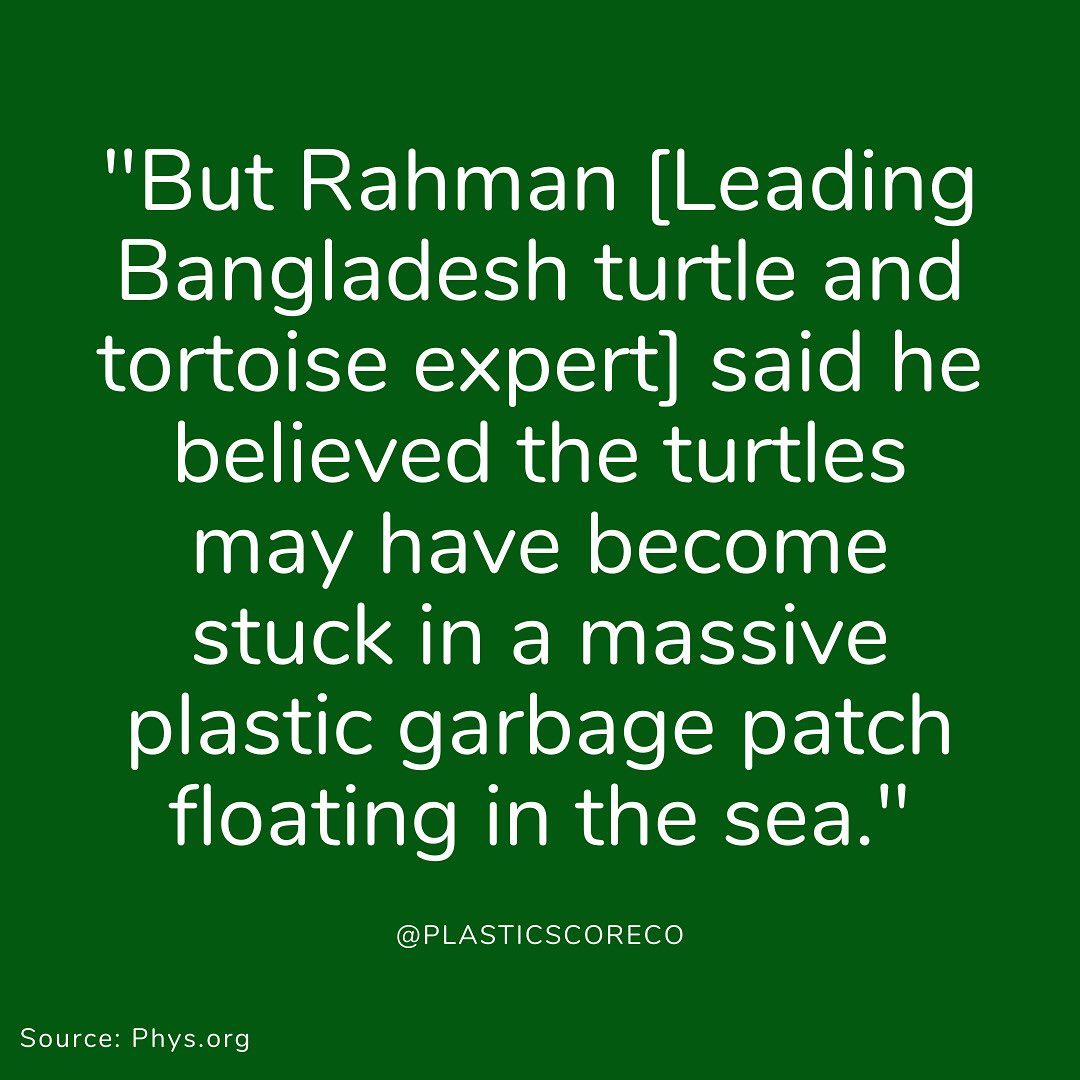 "But Rahman [Leading
Bangladesh turtle and
tortoise expert] said he
believed the turtles
may have become
stuck in a massive
plastic garbage patch
floating in the sea."
@PLASTICSCORECO
Source: Phys.org